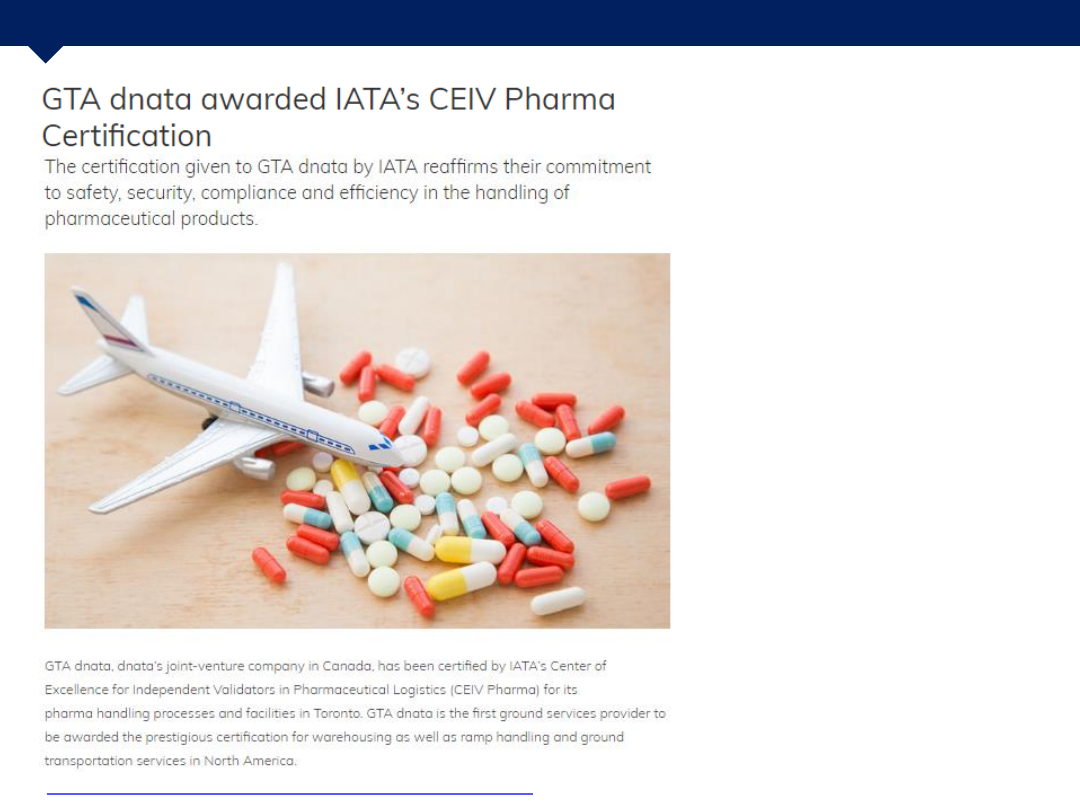 GTA dnata awarded IATA’s CEIV Pharma
Certification
The certification given to GTA dnata by IATA reaffirms their commitment
to safety, security, compliance and efficiency in the handling of
pharmaceutical products.
GTA dnata, dnata’s joint-venture company in Canada, has been certified by IATA’s Center of
Excellence for Independent Validators in Pharmaceutical Logistics (CEIV Pharma) for its
pharma handling processes and facilities in Toronto. GTA dnata is the first ground services provider to
be awarded the prestigious certification for warehousing as well as ramp handling and ground
transportation services in North America.